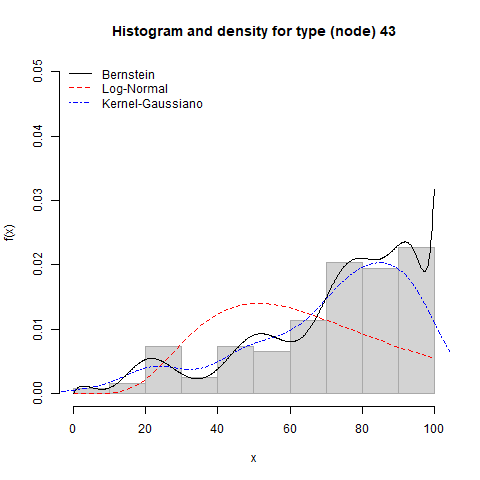 Histogram and density for type (node) 43
Bernstein
Log-Normal
Kernel-Gaussiano
0.05
0.04
0.03
0.02
0.01
0.00
f(x)
0 20 40 60 80 100
x